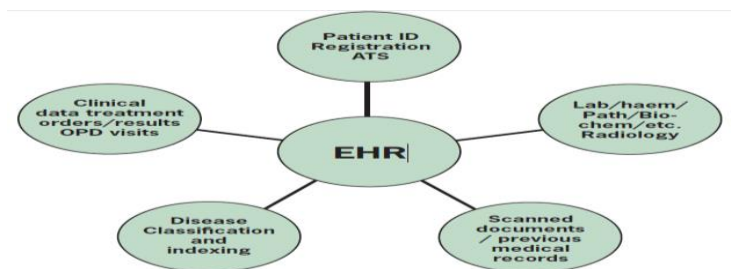 Patient ID
Registration
ATS
Clinical
data treatment
orders/results
OPD visits
Lab/haem/
Path/Bio-
chem/etc.
Radiology
EHR
Disease
Classification
and
indexing
Scanned
documents
/ previous
medical
records